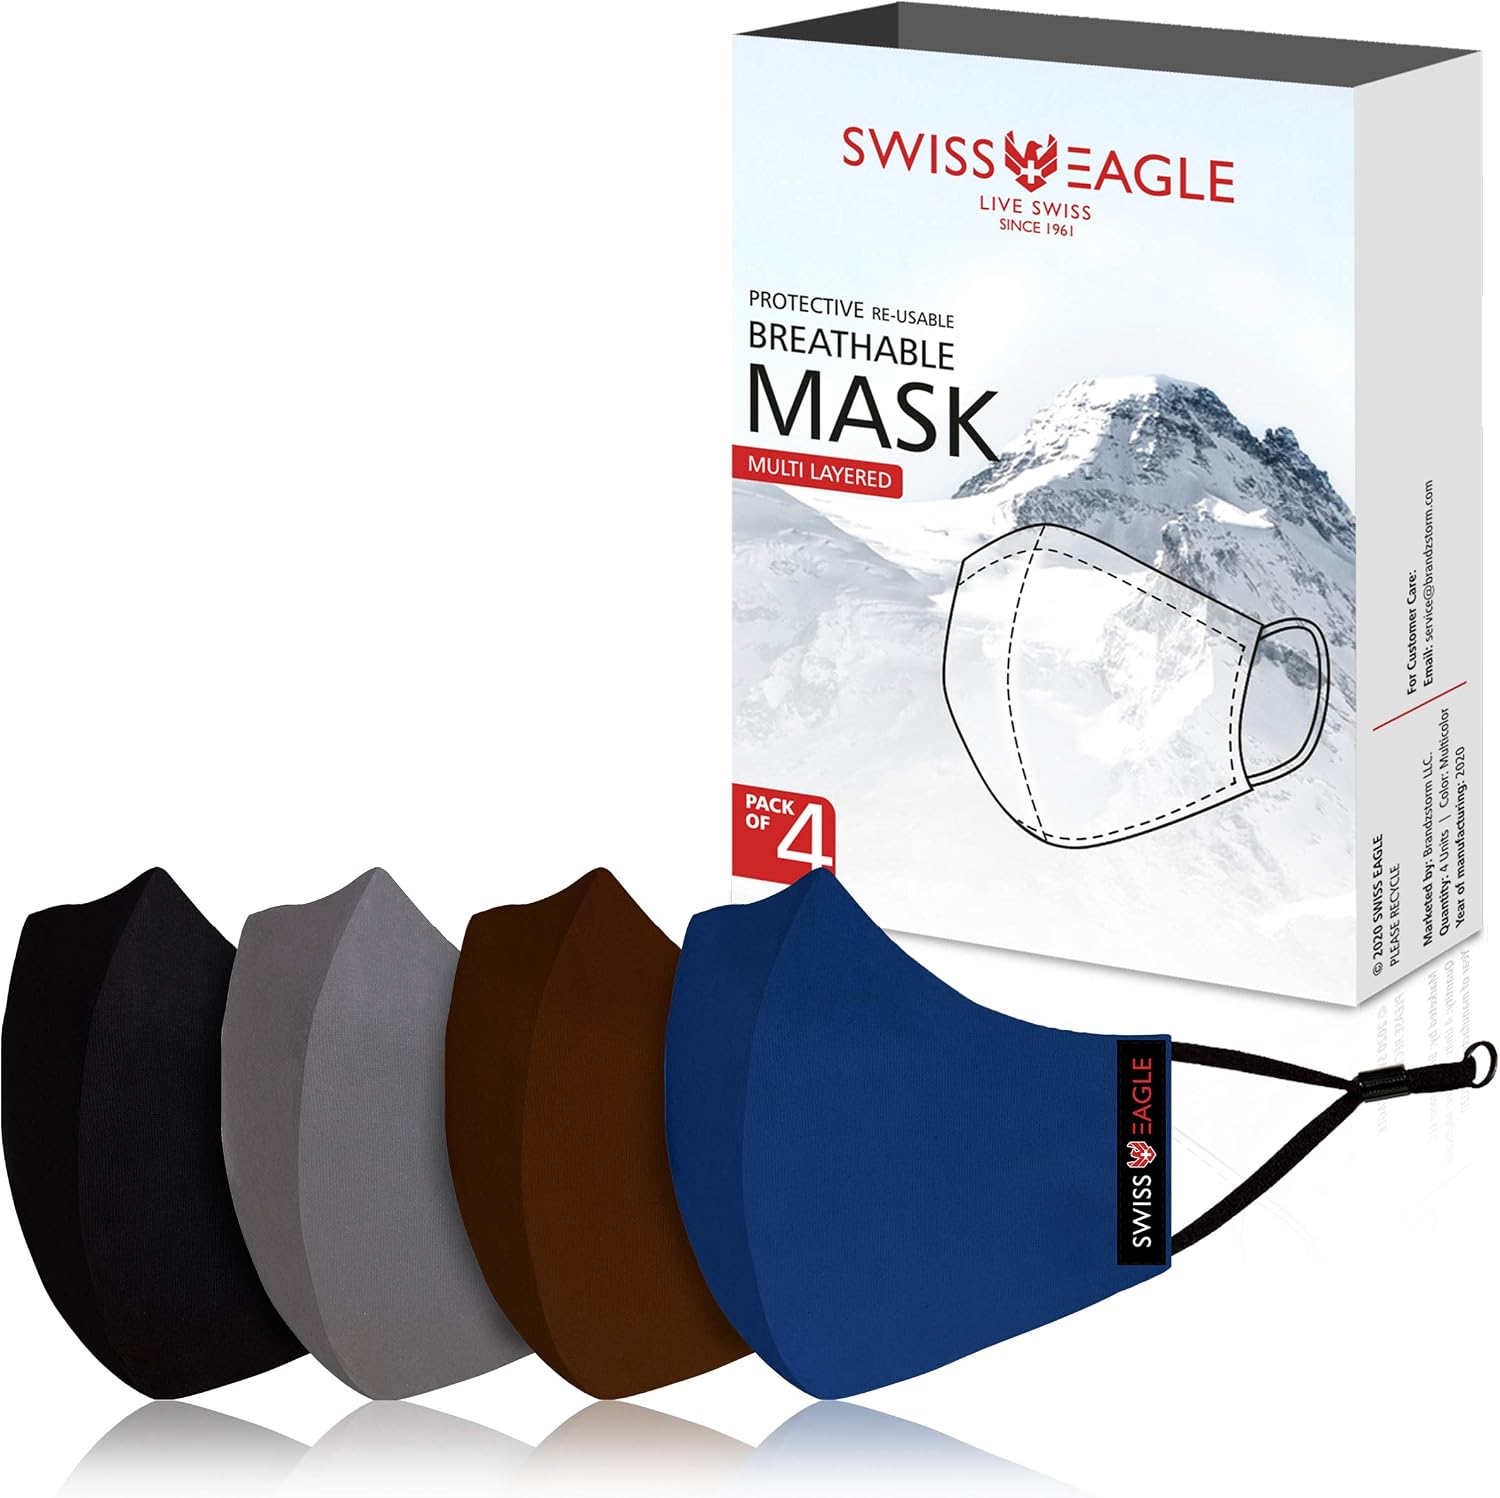 SWISS EAGLE
LIVE SWISS
SINCE 1961
PROTECTIVE RE-USABLE
BREATHABLE
MASK
MULTI LAYERED
PACK
OF 4
For Customer Care:
Email: service@brandzstorm.com
© 2020 SWISS EAGLE
PLEASE RECYCLE
Marketed by: Brandzstorm LLC.
Quantity: 4 Units | Color: Multicolor
Year of manufacturing: 2020
SWISS EAGLE